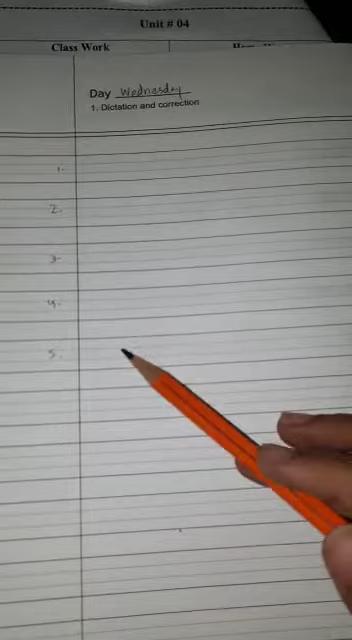 Unit # 04
Class Work
Day Wednesday
1. Dictation and correction
1.
2.
3.
4.
5.